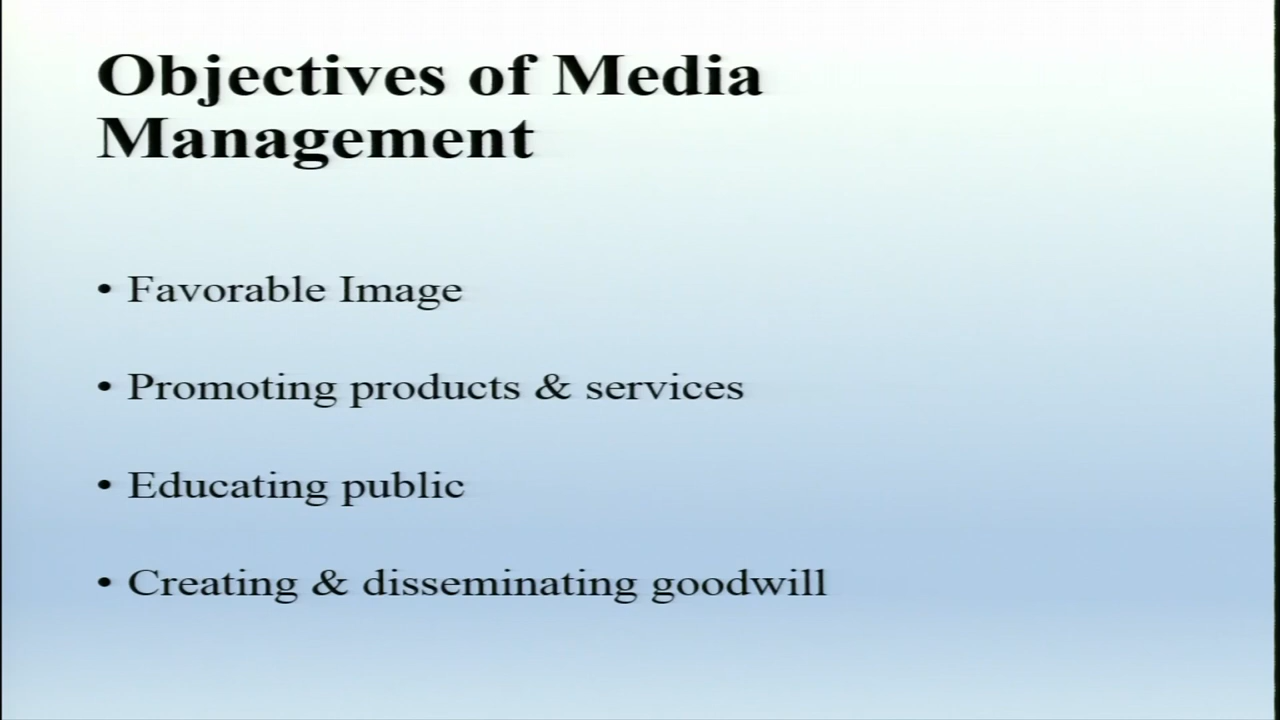 Objectives of Media
Management
• Favorable Image
• Promoting products & services
• Educating public
• Creating & disseminating goodwill